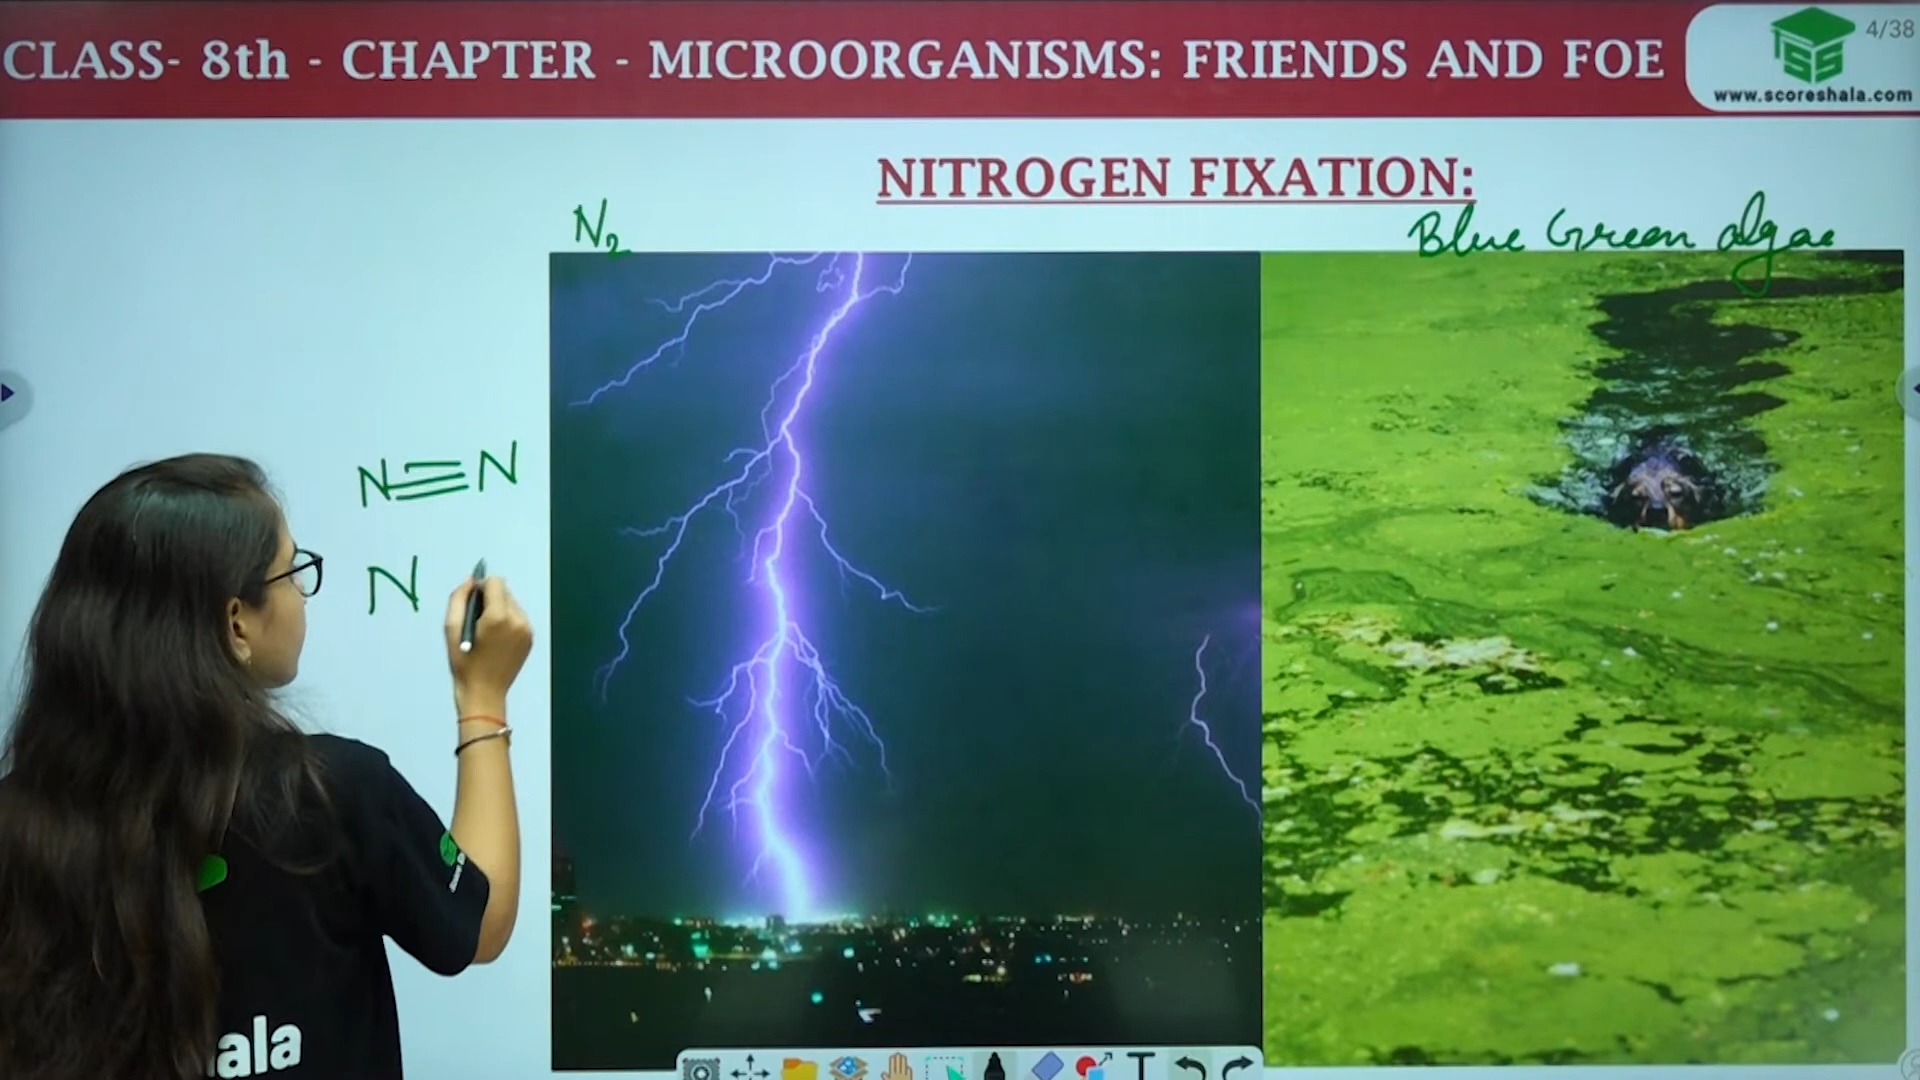 CLASS- 8th - CHAPTER - MICROORGANISMS: FRIENDS AND FOE
4/38
www.scoreshala.com
NITROGEN FIXATION:
N₂
Blue Green algae
N≡N
N
ala
T